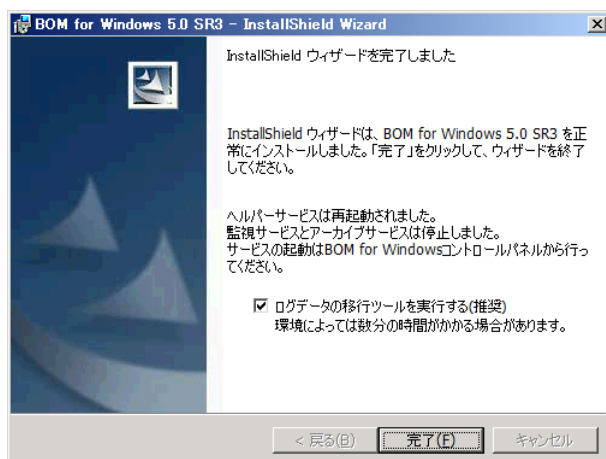 BOM for Windows 5.0 SR3 - InstallShield Wizard
InstallShield ウィザードを完了しました
InstallShield ウィザードは、BOM for Windows 5.0 SR3 を正
常にインストールしました。「完了」をクリックして、ウィザードを終了
してください。
ヘルパーサービスは再起動されました。
監視サービスとアーカイブサービスは停止しました。
サービスの起動はBOM for Windowsコントロールパネルから行っ
てください。
ログデータの移行ツールを実行する(推奨)
環境によっては数分の時間がかかる場合があります。
< 戻る(B)
完了(F)
キャンセル